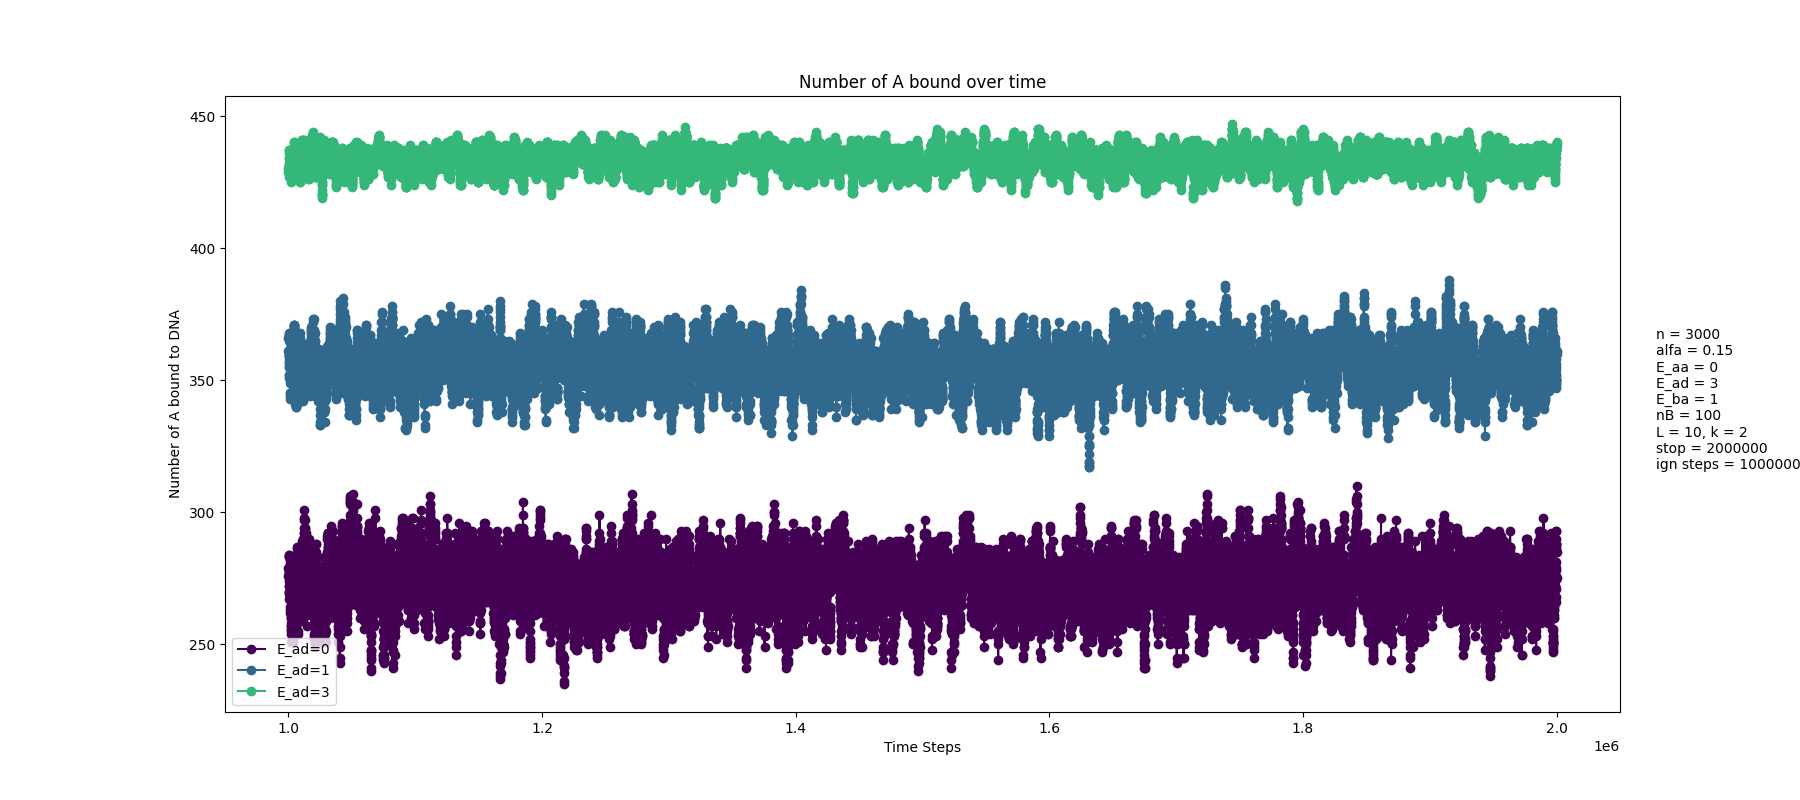 Number of A bound over time
Number of A bound to DNA
450
400
350
300
250
E_ad=0
E_ad=1
E_ad=3
1.0
1.2
1.4
1.6
1.8
2.0
1e6
Time Steps
n = 3000
alfa = 0.15
E_aa = 0
E_ad = 3
E_ba = 1
nB = 100
L = 10, k = 2
stop = 2000000
ign steps = 1000000